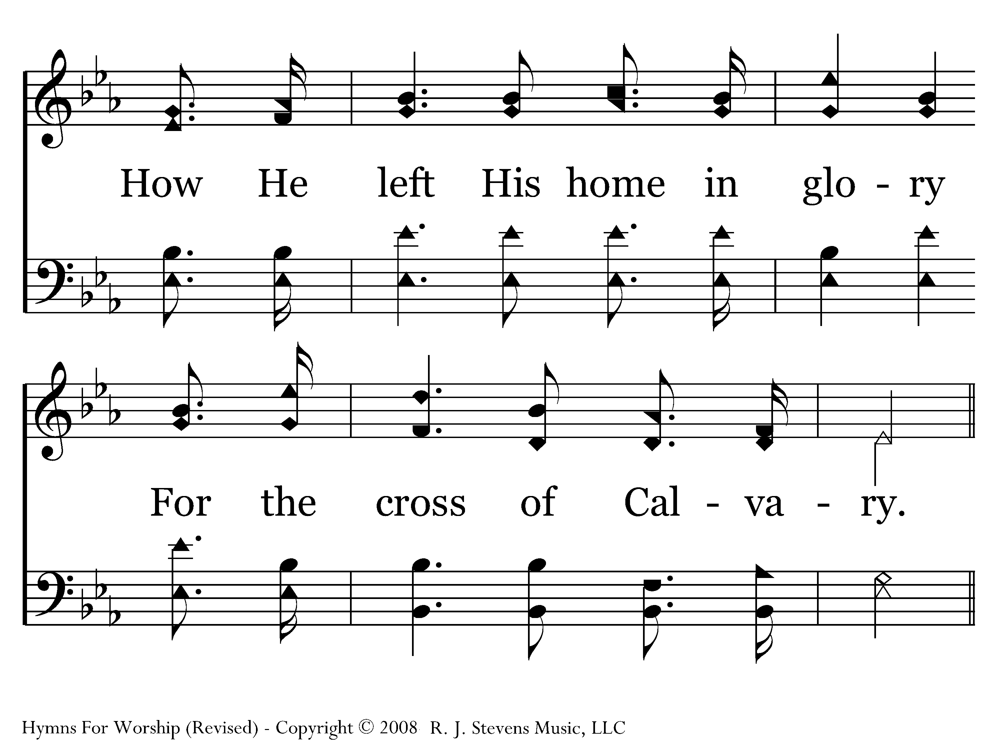 How He left His home in glo - ry
For the cross of Cal - va - ry.
Hymns For Worship (Revised) - Copyright © 2008 R. J. Stevens Music, LLC